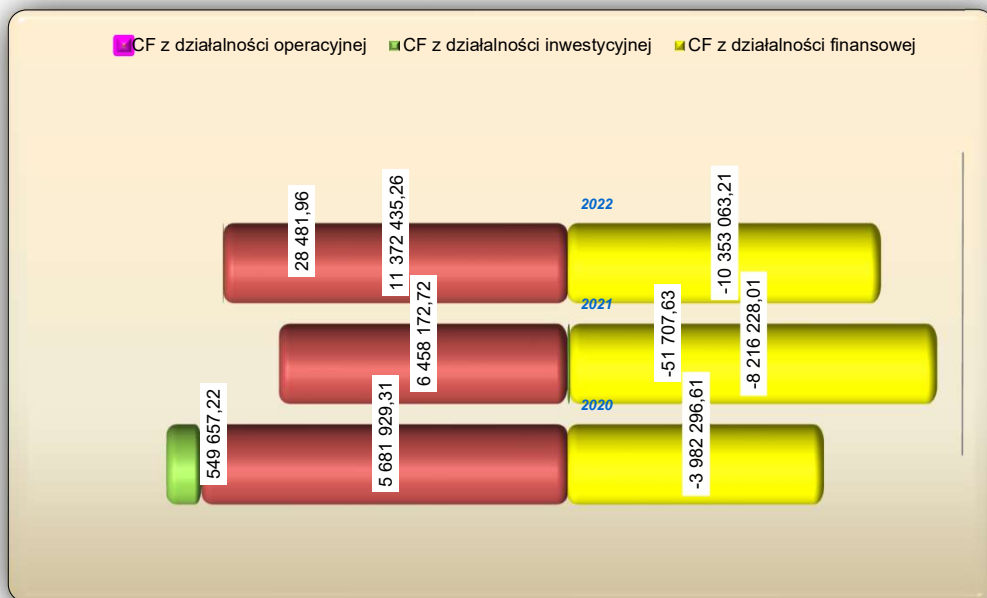 CF z działalności operacyjnej CF z działalności inwestycyjnej CF z działalności finansowej
2022
28 481,96
11 372 435,26
-10 353 063,21
2021
6 458 172,72
-51 707,63
-8 216 228,01
2020
549 657,22
5 681 929,31
-3 982 296,61